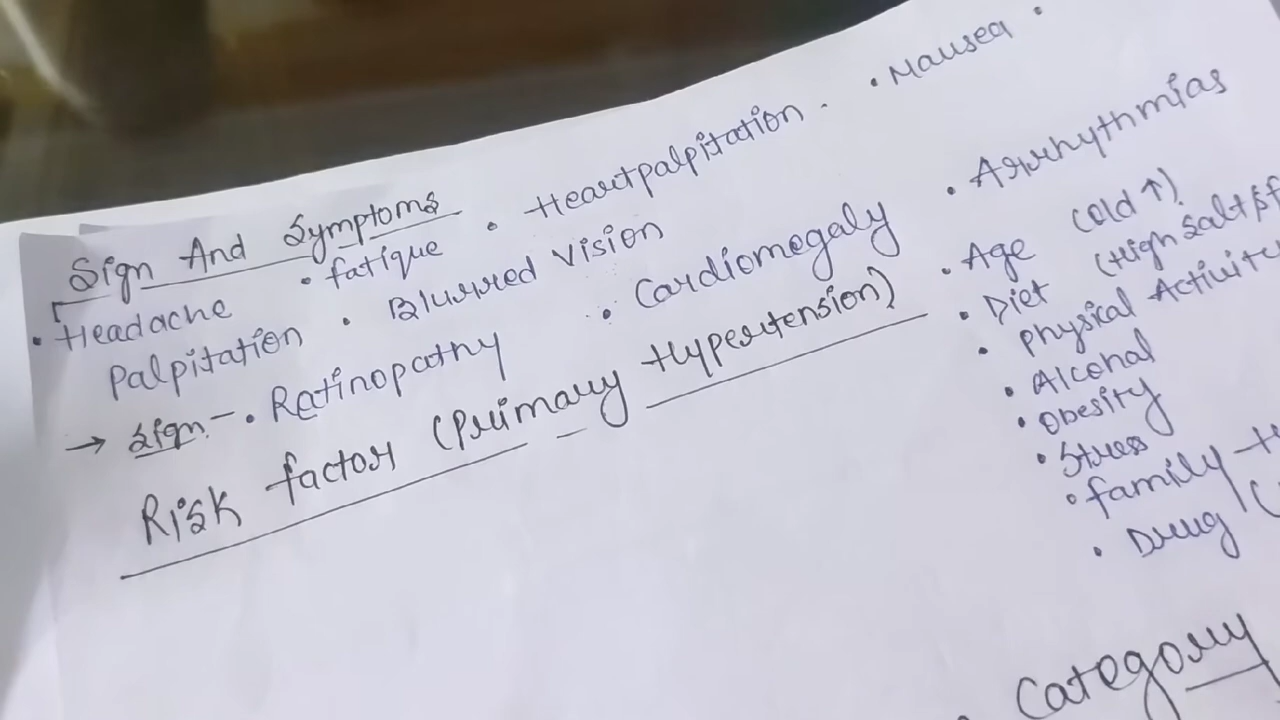 Sign And Symptoms
• Headache • fatique • Heartpalpitation • Nausea •
Palpitation • Blurred Vision
→ Sign - • Retinopathy • Cardiomegaly • Arrhythmias
Risk factor (Primary Hypertension)
• Age (old ↑)
• Diet (High Salt
• Physical
• Alcohal
• Obesity
• Stress
• family
• Drug
Category